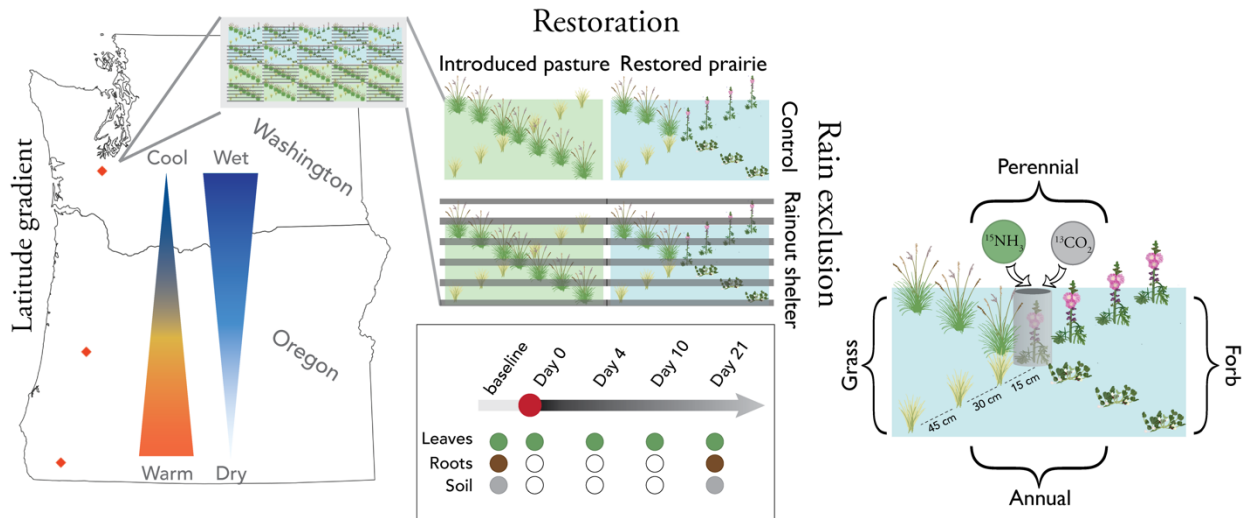 Restoration
Introduced pasture
Restored prairie
Control
Rainout shelter
Rain exclusion
Latitude gradient
Washington
Oregon
Cool
Wet
Warm
Dry
baseline
Day 0
Day 4
Day 10
Day 21
Leaves
Roots
Soil
Perennial
¹⁵NH₃
¹³CO₂
Grass
Forb
15 cm
30 cm
45 cm
Annual